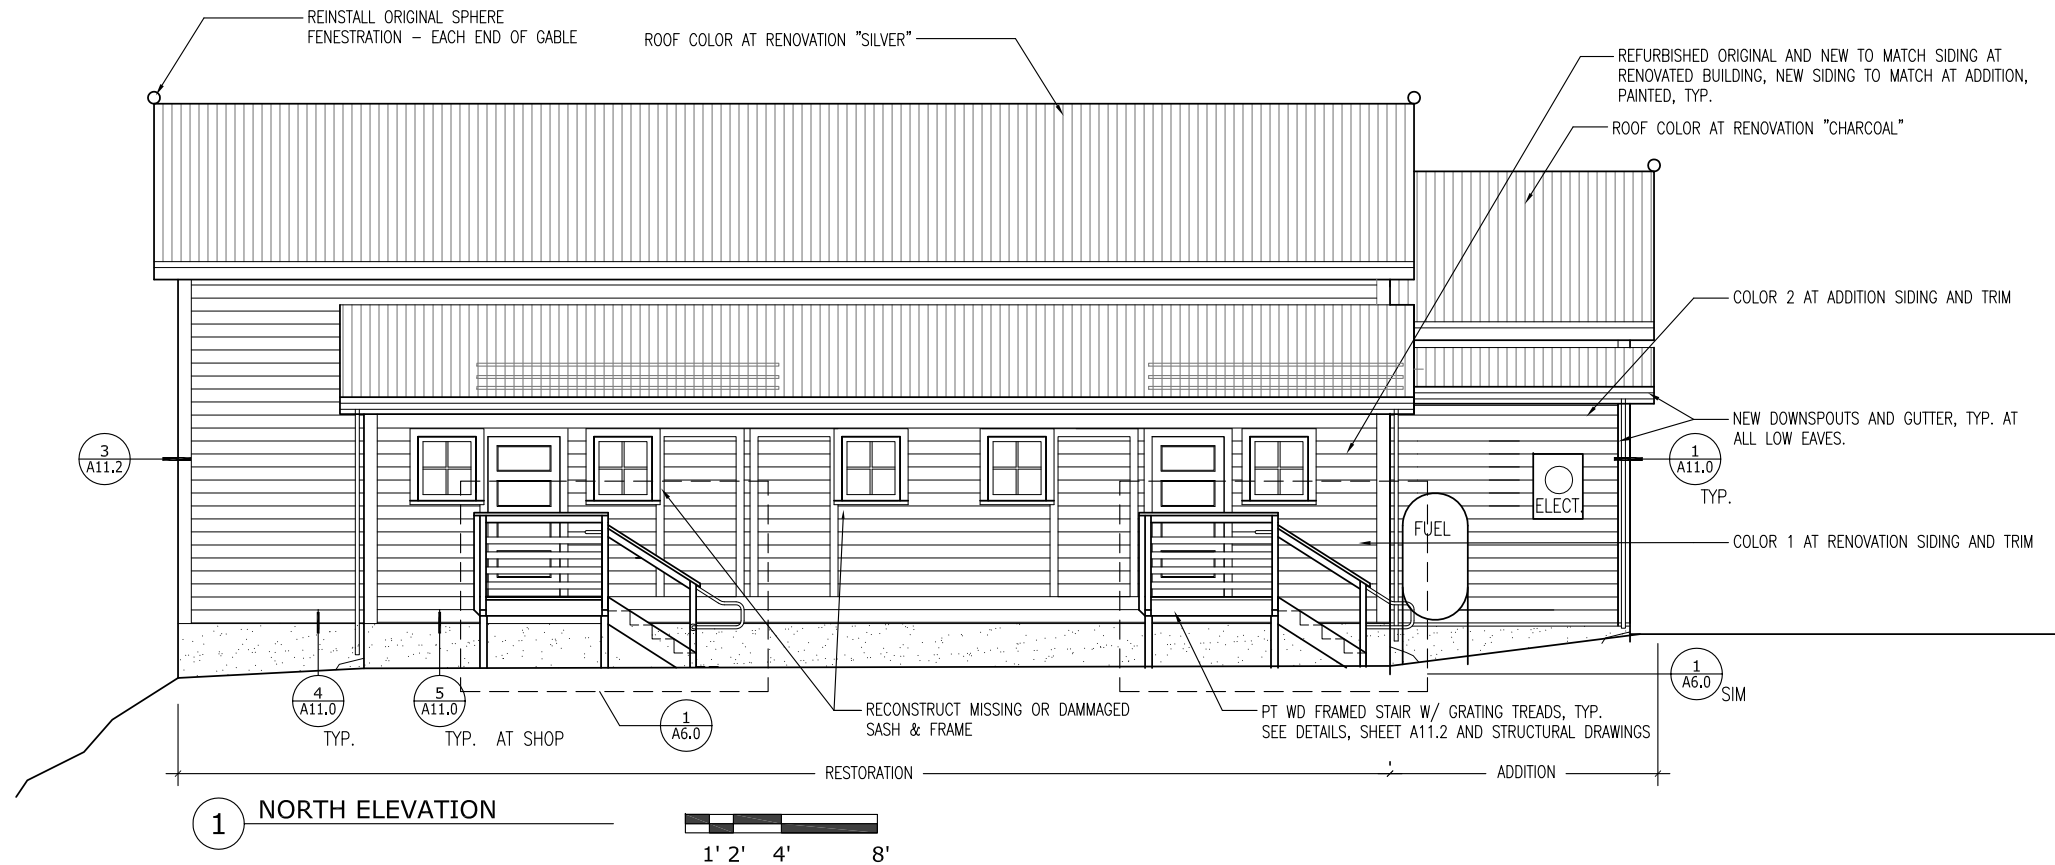 REINSTALL ORIGINAL SPHERE
FENESTRATION - EACH END OF GABLE
ROOF COLOR AT RENOVATION "SILVER"
REFURBISHED ORIGINAL AND NEW TO MATCH SIDING AT
RENOVATED BUILDING, NEW SIDING TO MATCH AT ADDITION,
PAINTED, TYP.
ROOF COLOR AT RENOVATION "CHARCOAL"
COLOR 2 AT ADDITION SIDING AND TRIM
NEW DOWNSPOUTS AND GUTTER, TYP. AT
ALL LOW EAVES.
3
A11.2
1
A11.0
TYP.
ELECT.
FUEL
COLOR 1 AT RENOVATION SIDING AND TRIM
4
A11.0
TYP.
5
A11.0
TYP. AT SHOP
1
A6.0
RECONSTRUCT MISSING OR DAMMAGED
SASH & FRAME
PT WD FRAMED STAIR W/ GRATING TREADS, TYP.
SEE DETAILS, SHEET A11.2 AND STRUCTURAL DRAWINGS
1
A6.0
SIM
RESTORATION
ADDITION
1 NORTH ELEVATION
1' 2' 4' 8'